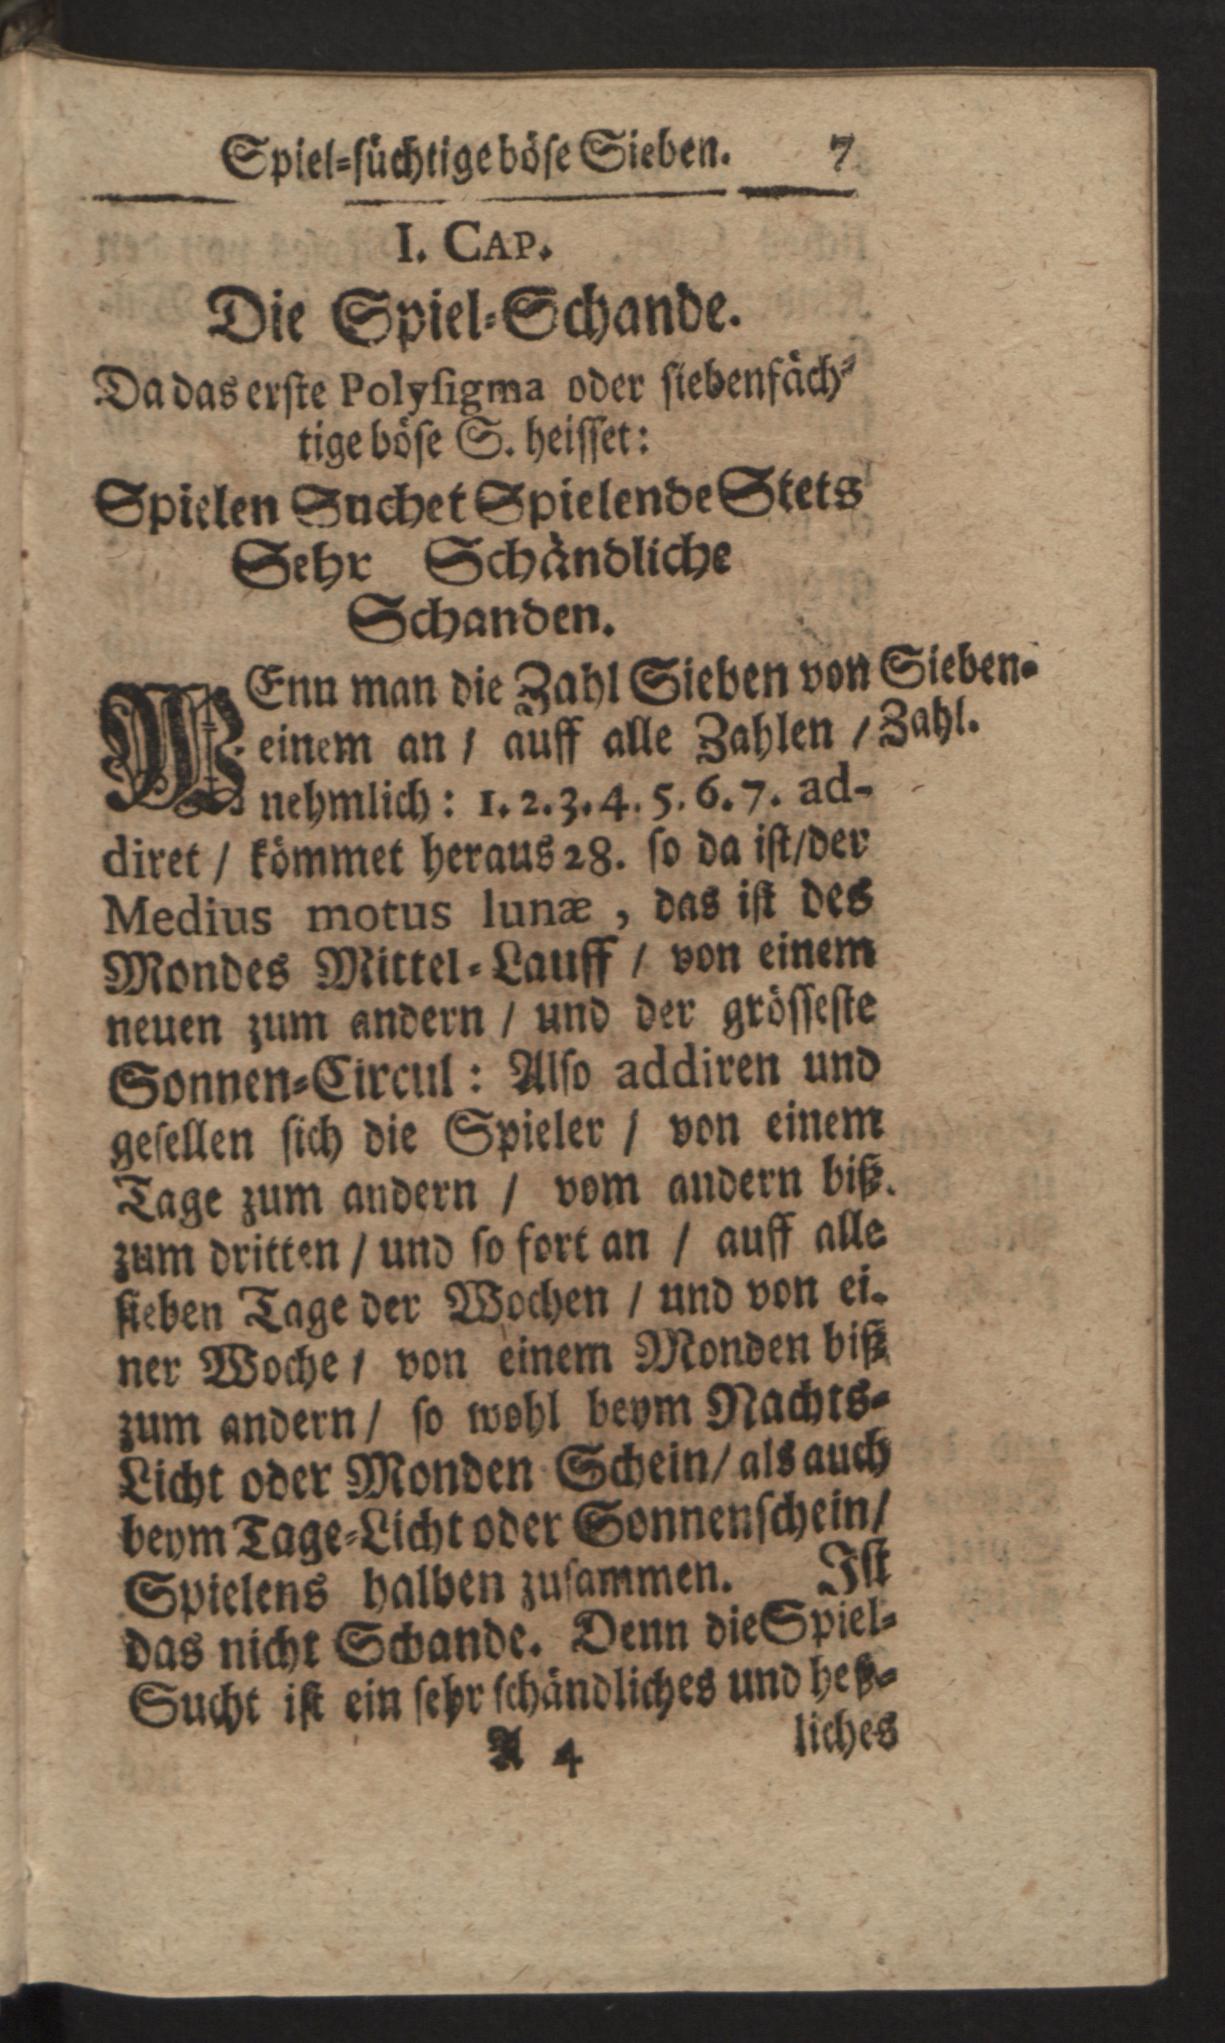 Spiel-ſüchtige böſe Sieben. 7
I. CAP.
Die Spiel-Schande.
Da das erſte Polyſigma oder ſiebenfäch-
tige böſe S. heiſſet:
Spielen Suchet Spielende Stets
Sehr Schändliche
Schanden.
WEnn man die Zahl Sieben von
einem an / auff alle Zahlen /
nehmlich: 1. 2. 3. 4. 5. 6. 7. ad-
diret / kömmet heraus 28. ſo da iſt/der
Medius motus lunæ, das iſt des
Mondes Mittel-Lauff / von einem
neuen zum andern / und der gröſſeſte
Sonnen-Circul: Alſo addiren und
geſellen ſich die Spieler / von einem
Tage zum andern / vom andern biß
zum dritten / und ſo fort an / auff alle
ſieben Tage der Wochen / und von ei-
ner Woche / von einem Monden biß
zum andern / ſo wohl beym Nachts-
Licht oder Monden Schein/ als auch
beym Tage-Licht oder Sonnenſchein/
Spielens halben zuſammen. Iſt
das nicht Schande. Denn die Spiel-
Sucht iſt ein ſehr ſchändliches und heß-
A 4 liches
Sieben-
Zahl.